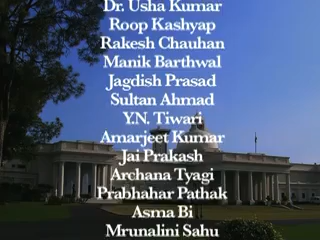 Dr. Usha Kumar
Roop Kashyap
Rakesh Chauhan
Manik Barthwal
Jagdish Prasad
Sultan Ahmad
Y.N. Tiwari
Amarjeet Kumar
Jai Prakash
Archana Tyagi
Prabhahar Pathak
Asma Bi
Mrunalini Sahu